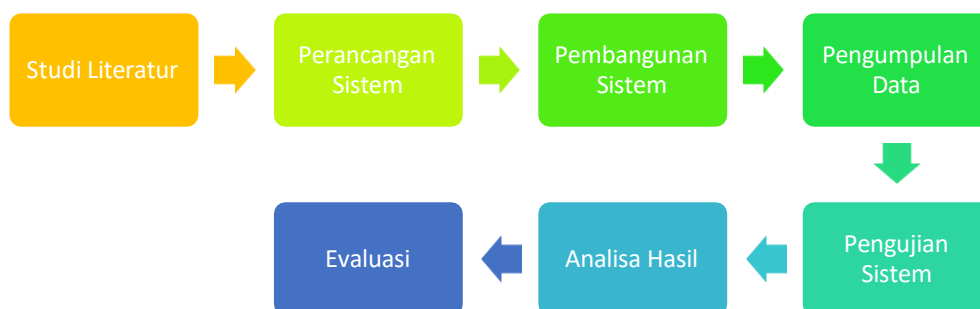 Studi Literatur
Perancangan
Sistem
Pembangunan
Sistem
Pengumpulan
Data
Pengujian
Sistem
Analisa Hasil
Evaluasi